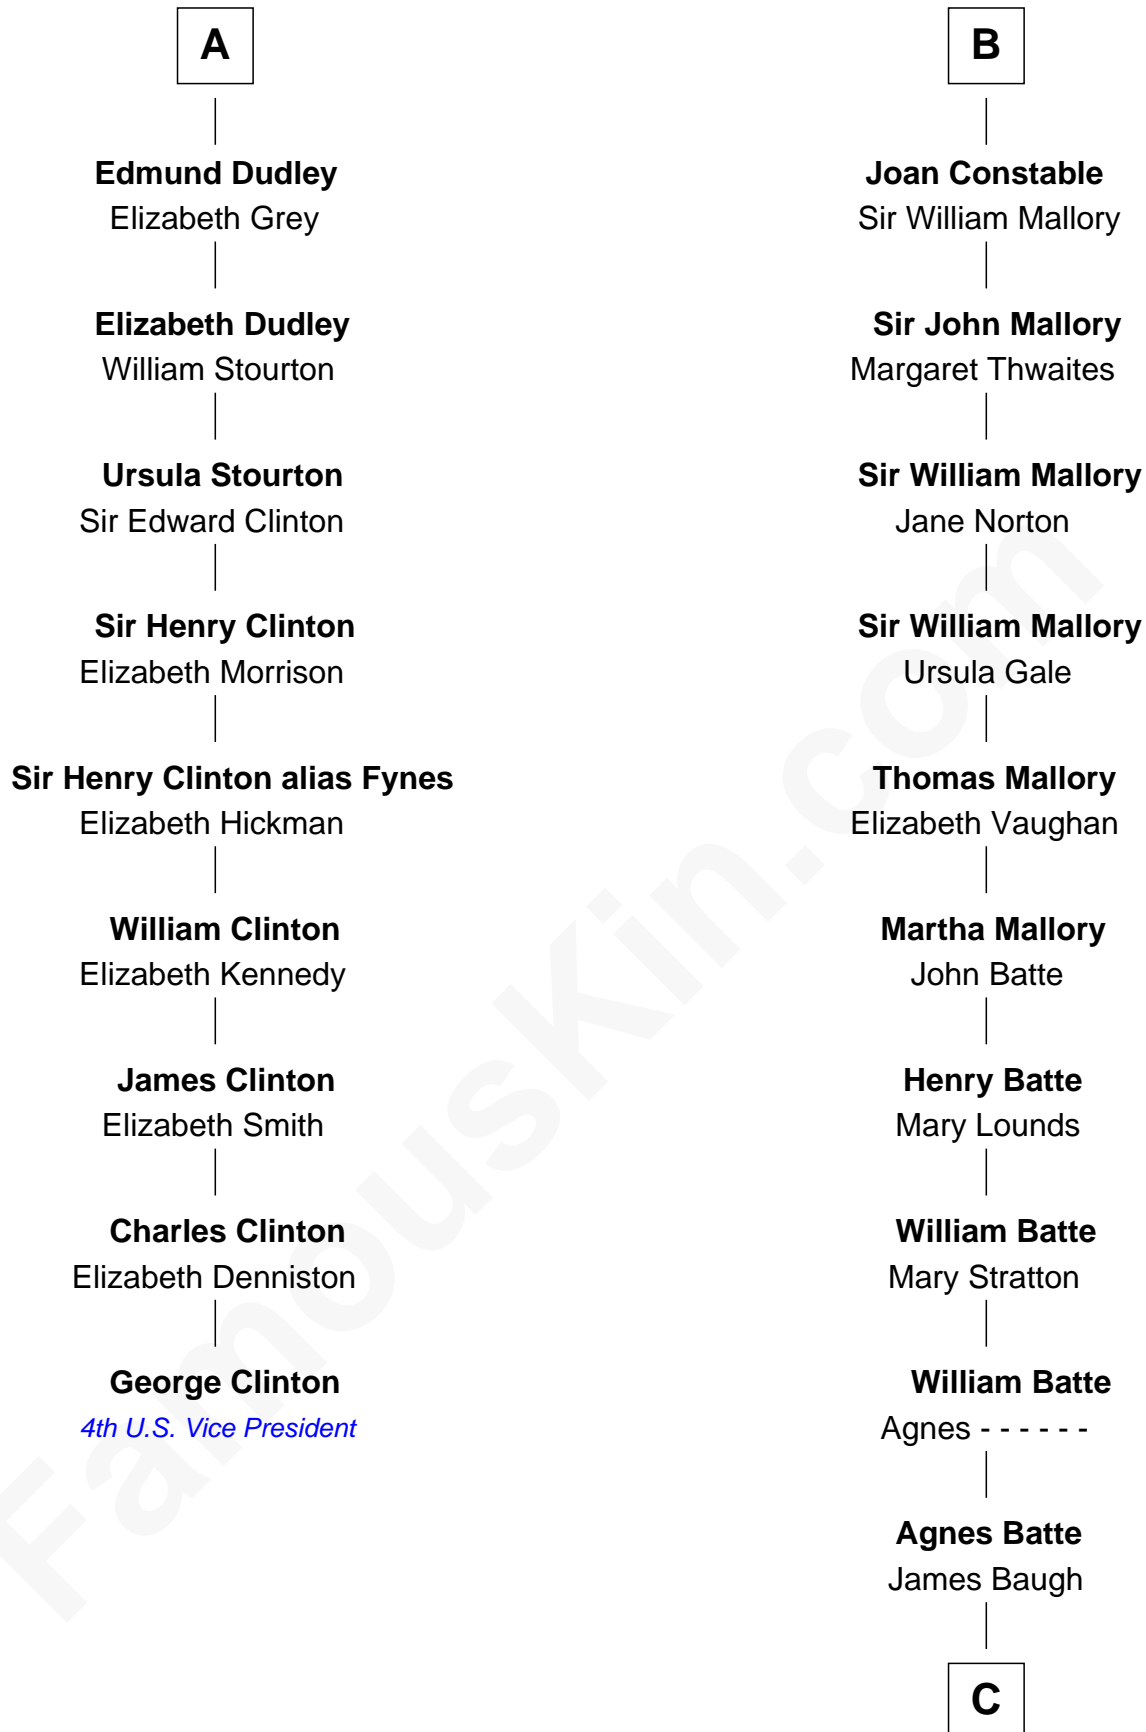 A
Edmund Dudley
Elizabeth Grey
Elizabeth Dudley
William Stourton
Ursula Stourton
Sir Edward Clinton
Sir Henry Clinton
Elizabeth Morrison
Sir Henry Clinton alias Fynes
Elizabeth Hickman
William Clinton
Elizabeth Kennedy
James Clinton
Elizabeth Smith
Charles Clinton
Elizabeth Denniston
George Clinton
4th U.S. Vice President
B
Joan Constable
Sir William Mallory
Sir John Mallory
Margaret Thwaites
Sir William Mallory
Jane Norton
Sir William Mallory
Ursula Gale
Thomas Mallory
Elizabeth Vaughan
Martha Mallory
John Batte
Henry Batte
Mary Lounds
William Batte
Mary Stratton
William Batte
Agnes - - - - - -
Agnes Batte
James Baugh
C
FamousKin.com